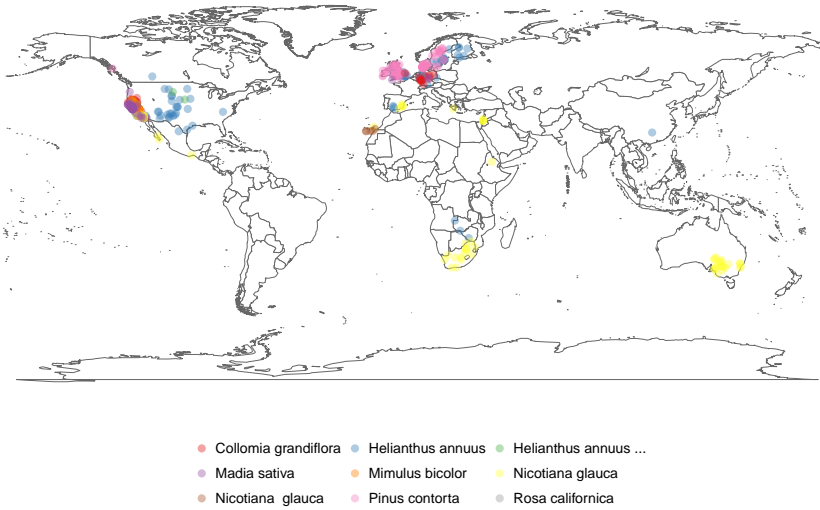 Collomia grandiflora Helianthus annuus Helianthus annuus ...
Madia sativa Mimulus bicolor Nicotiana glauca
Nicotiana  glauca Pinus contorta Rosa californica